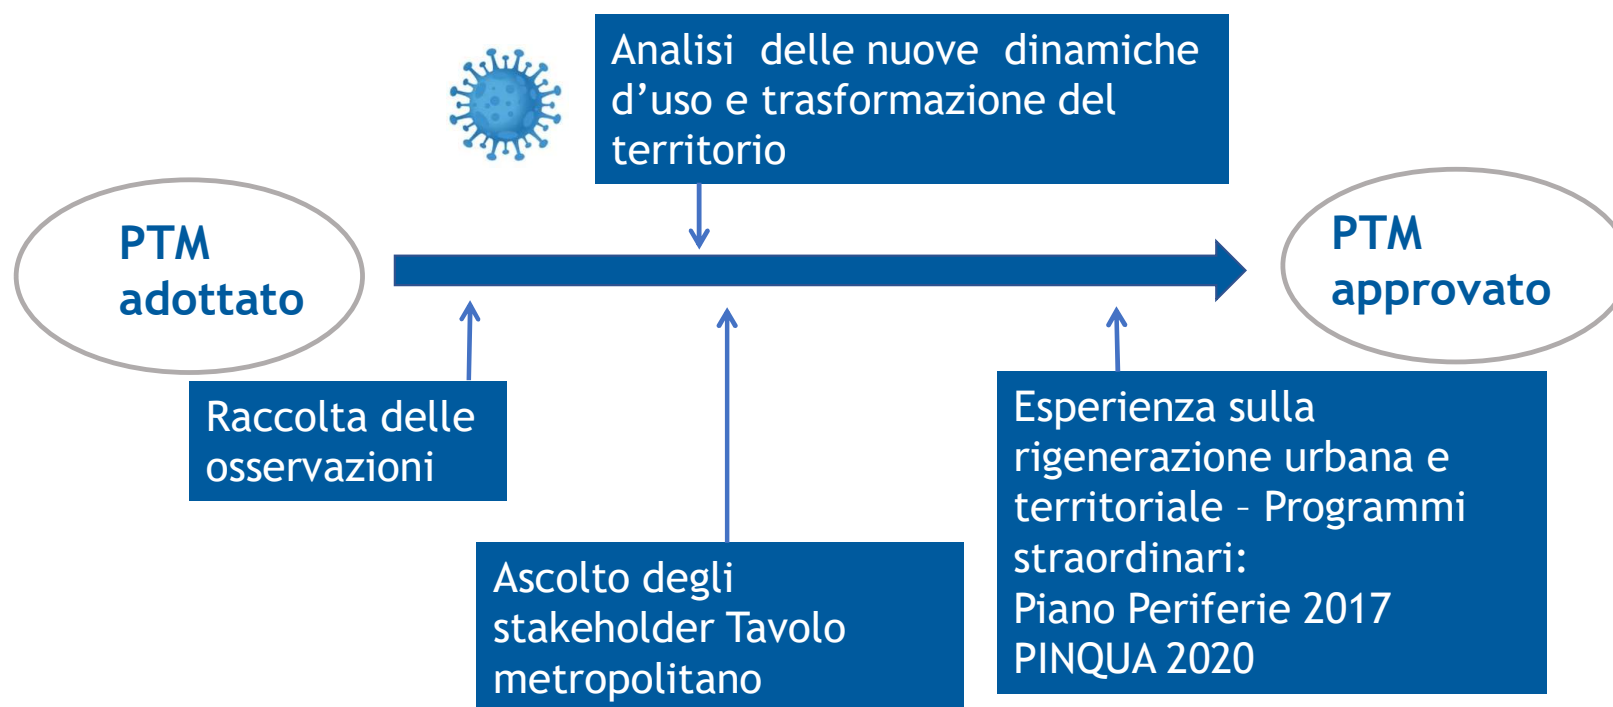 Analisi delle nuove dinamiche
d’uso e trasformazione del
territorio
PTM
adottato
PTM
approvato
Raccolta delle
osservazioni
Ascolto degli
stakeholder Tavolo
metropolitano
Esperienza sulla
rigenerazione urbana e
territoriale – Programmi
straordinari:
Piano Periferie 2017
PINQUA 2020